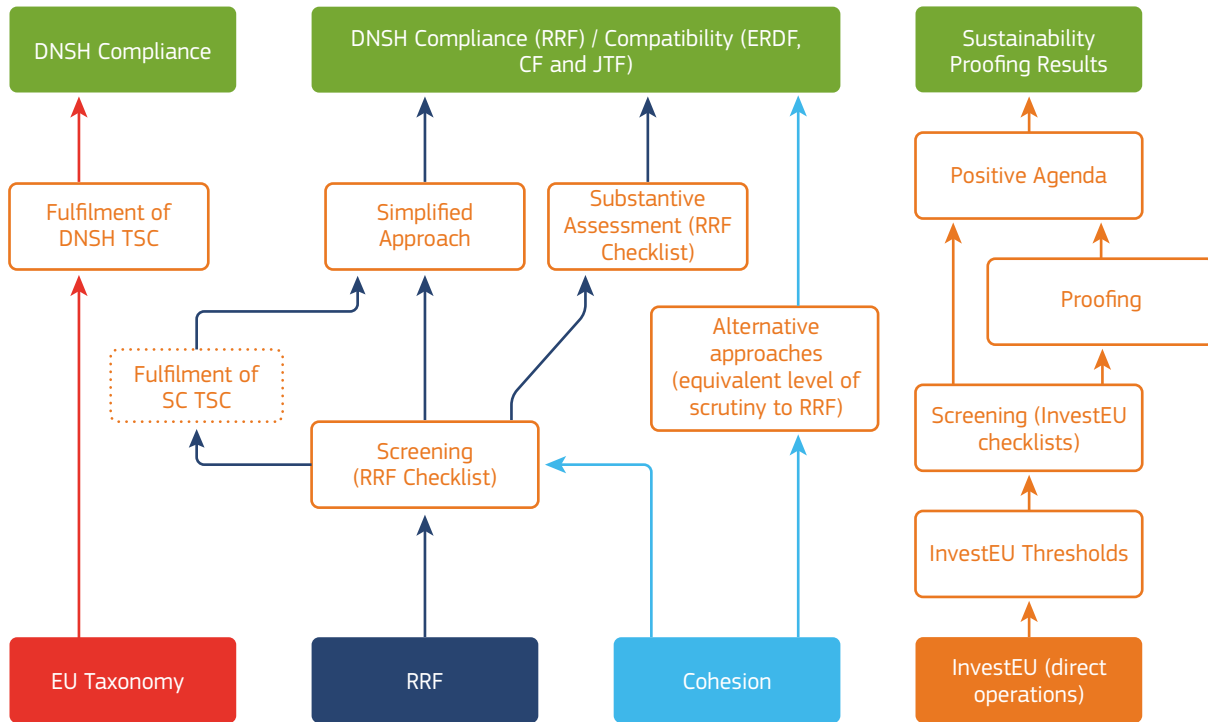 DNSH Compliance
DNSH Compliance (RRF) / Compatibility (ERDF,
CF and JTF)
Sustainability
Proofing Results
Fulfilment of
DNSH TSC
Simplified
Approach
Substantive
Assessment (RRF
Checklist)
Positive Agenda
Proofing
Fulfilment of
SC TSC
Alternative
approaches
(equivalent level of
scrutiny to RRF)
Screening
(RRF Checklist)
Screening (InvestEU
checklists)
InvestEU Thresholds
EU Taxonomy
RRF
Cohesion
InvestEU (direct
operations)